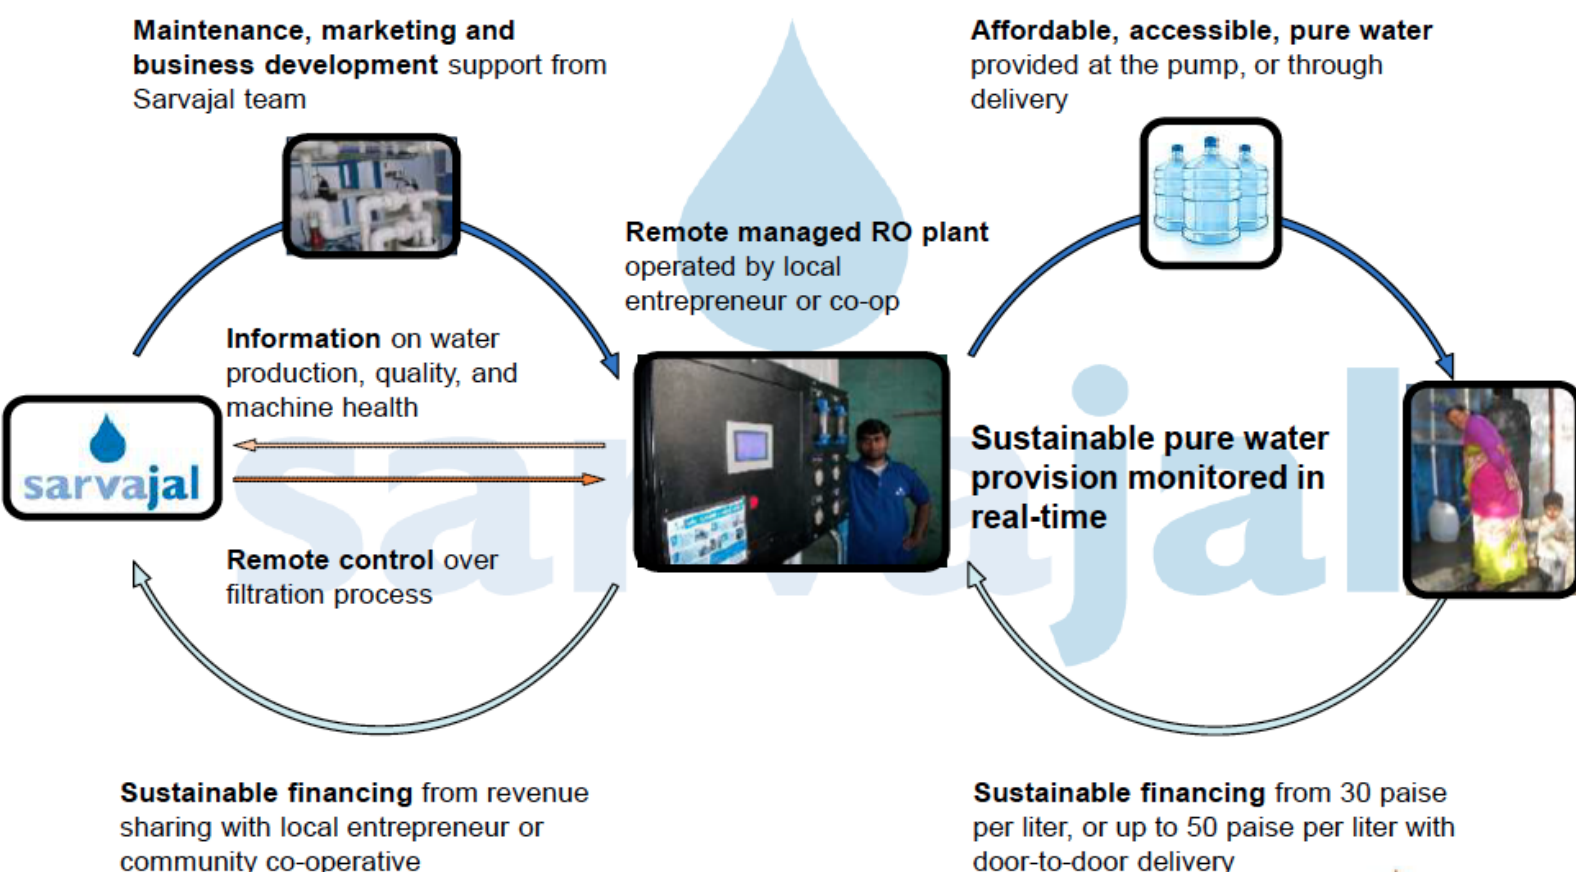 Maintenance, marketing and
business development support from
Sarvajal team
Affordable, accessible, pure water
provided at the pump, or through
delivery
Remote managed RO plant
operated by local
entrepreneur or co-op
Information on water
production, quality, and
machine health
sarvajal
Remote control over
filtration process
Sustainable pure water
provision monitored in
real-time
sarvajal
Sustainable financing from revenue
sharing with local entrepreneur or
community co-operative
Sustainable financing from 30 paise
per liter, or up to 50 paise per liter with
door-to-door delivery